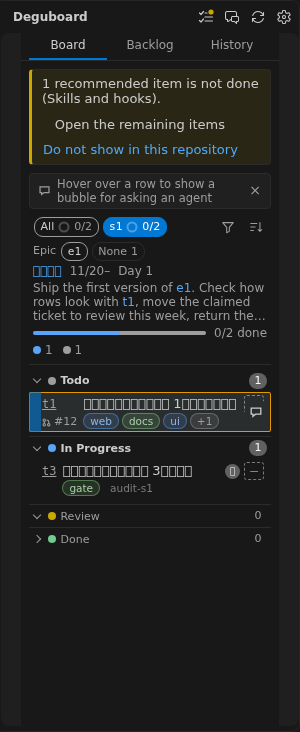 Deguboard
Board Backlog History
1 recommended item is not done
(Skills and hooks).
Open the remaining items
Do not show in this repository
Hover over a row to show a
bubble for asking an agent
All 0/2 s1 0/2
Epic e1 None 1
11/20– Day 1
Ship the first version of e1. Check how
rows look with t1, move the claimed
ticket to review this week, return the…
0/2 done
1 1
Todo 1
t1 1
#12 web docs ui +1
In Progress 1
t3 3
gate audit-s1
Review 0
Done 0